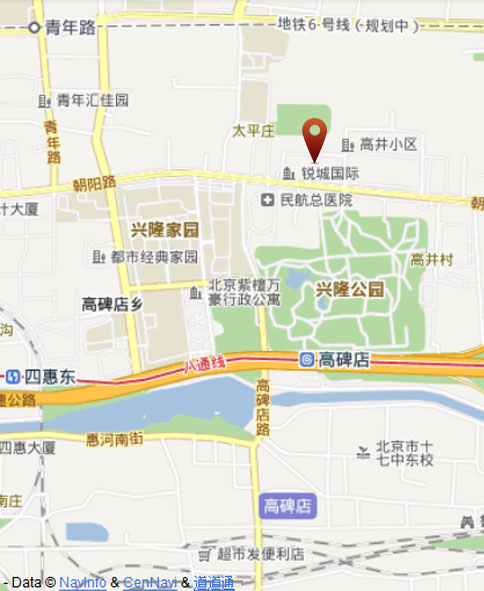 青年路
地铁6号线(-规划中)
青年汇佳园
青年路
太平庄
高井小区
朝阳路
锐城国际
计大厦
民航总医院
朝
兴隆家园
都市经典家园
高井村
北京紫檀万
豪行政公寓
兴隆公园
高碑店乡
沟
八通线
高碑店
四惠东
速公路
高碑店路
惠河南街
四惠大厦
北京市十
七中东校
南庄
高碑店
超市发便利店
- Data © NavInfo & CenNavi & 道道通